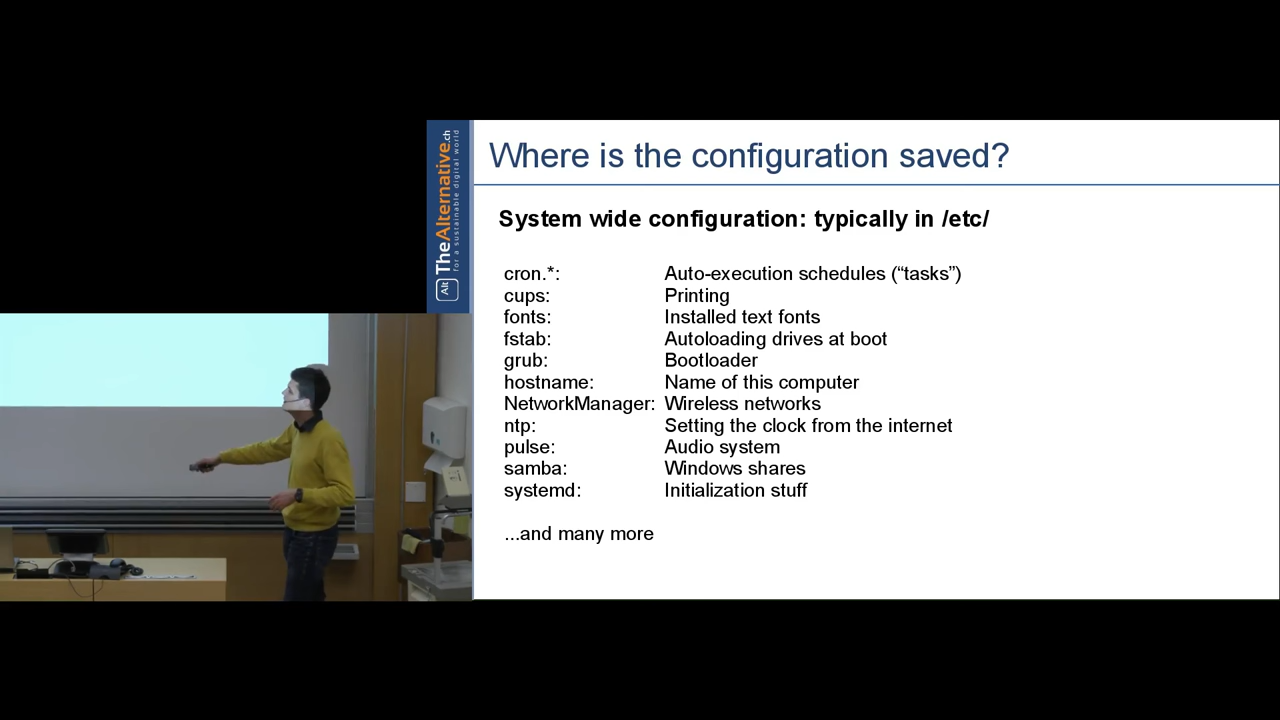 Where is the configuration saved?
System wide configuration: typically in /etc/
cron.*: Auto-execution schedules (“tasks”)
cups: Printing
fonts: Installed text fonts
fstab: Autoloading drives at boot
grub: Bootloader
hostname: Name of this computer
NetworkManager: Wireless networks
ntp: Setting the clock from the internet
pulse: Audio system
samba: Windows shares
systemd: Initialization stuff
...and many more
Alt TheAlternative.ch
for a sustainable digital world